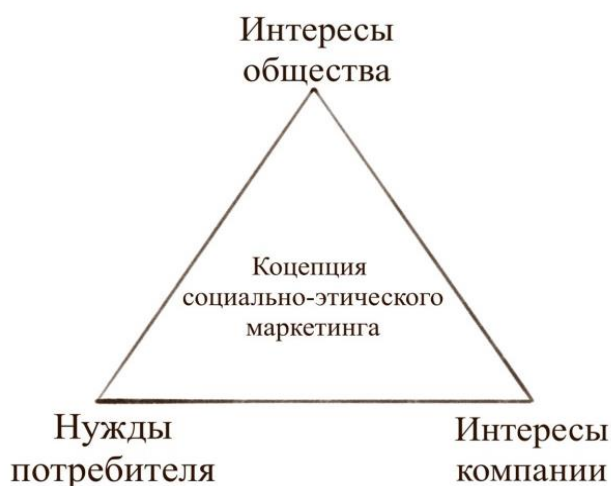 Интересы
общества
Коцепция
социально-этического
маркетинга
Нужды
потребителя
Интересы
компании